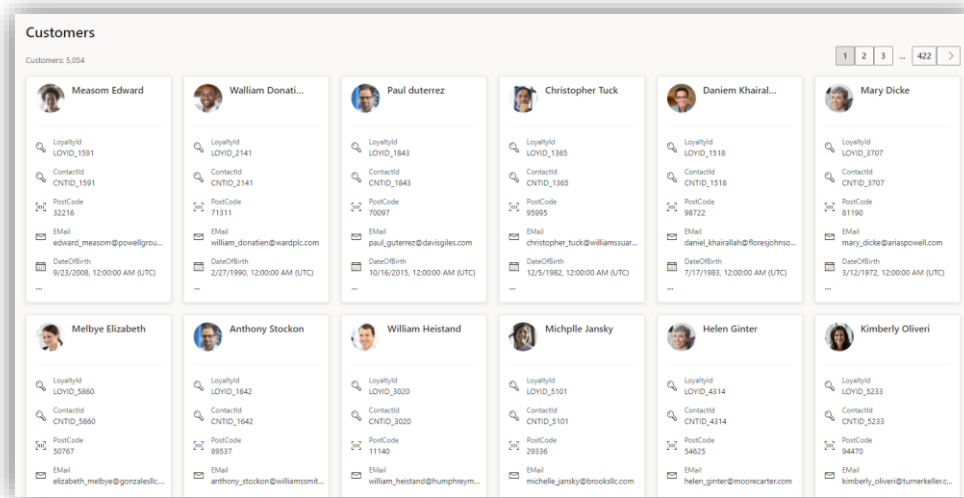 Customers
Customers: 5,054
1 2 3 ... 422 >
Measom Edward
LoyaltyId
LOYID_1591
ContactId
CNTID_1591
PostCode
32216
EMail
edward_measom@powellgrou...
DateOfBirth
9/23/2008, 12:00:00 AM (UTC)
...
Walliam Donati...
LoyaltyId
LOYID_2141
ContactId
CNTID_2141
PostCode
71311
EMail
william_donatien@wardplc.com
DateOfBirth
2/27/1990, 12:00:00 AM (UTC)
...
Paul duterrez
LoyaltyId
LOYID_1843
ContactId
CNTID_1843
PostCode
70097
EMail
paul_guterrez@davisgiles.com
DateOfBirth
10/16/2015, 12:00:00 AM (UTC)
...
Christopher Tuck
LoyaltyId
LOYID_1365
ContactId
CNTID_1365
PostCode
95995
EMail
christopher_tuck@williamssuar...
DateOfBirth
12/5/1982, 12:00:00 AM (UTC)
...
Daniem Khairal...
LoyaltyId
LOYID_1518
ContactId
CNTID_1518
PostCode
98722
EMail
daniel_khairallah@floresjohnso...
DateOfBirth
7/17/1983, 12:00:00 AM (UTC)
...
Mary Dicke
LoyaltyId
LOYID_3707
ContactId
CNTID_3707
PostCode
81190
EMail
mary_dicke@ariaspowell.com
DateOfBirth
3/12/1972, 12:00:00 AM (UTC)
...
Melbye Elizabeth
LoyaltyId
LOYID_5860
ContactId
CNTID_5860
PostCode
50767
EMail
elizabeth_melbye@gonzalesllc...
Anthony Stockon
LoyaltyId
LOYID_1642
ContactId
CNTID_1642
PostCode
89537
EMail
anthony_stockon@williamssmit...
William Heistand
LoyaltyId
LOYID_3020
ContactId
CNTID_3020
PostCode
11140
EMail
william_heistand@humphreym...
Michplle Jansky
LoyaltyId
LOYID_5101
ContactId
CNTID_5101
PostCode
29336
EMail
michelle_jansky@brooksllc.com
Helen Ginter
LoyaltyId
LOYID_4314
ContactId
CNTID_4314
PostCode
54625
EMail
helen_ginter@moorecarter.com
Kimberly Oliveri
LoyaltyId
LOYID_5233
ContactId
CNTID_5233
PostCode
94470
EMail
kimberly_oliveri@turnerkeller.c...